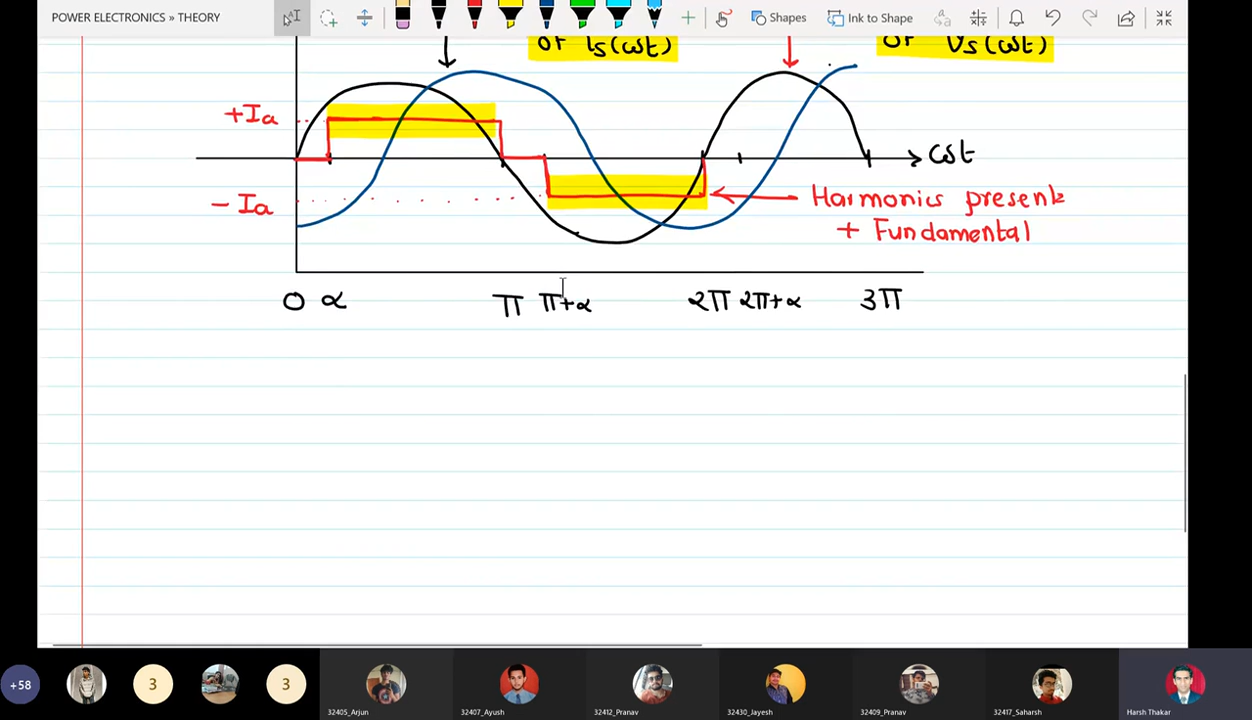 POWER ELECTRONICS » THEORY
Shapes
Ink to Shape
of is(ωt)
of Vs(ωt)
+Ia
ωt
- Ia
Harmonics present
+ Fundamental
0 α π π+α 2π 2π+α 3π
+58
3
3
32405_Arjun
32407_Ayush
32412_Pranav
32430_Jayesh
32409_Pranav
32417_Saharsh
Harsh Thakar